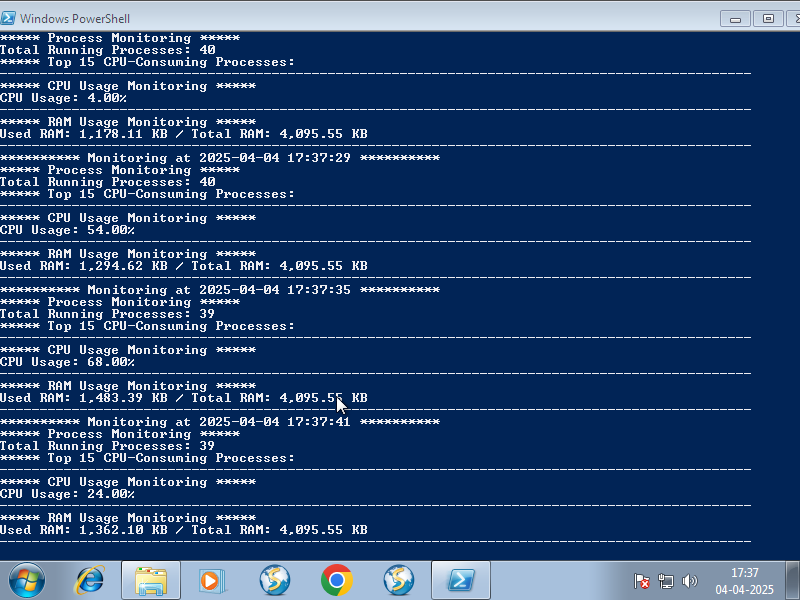 Windows PowerShell
***** Process Monitoring *****
Total Running Processes: 40
***** Top 15 CPU-Consuming Processes:
----------------------------------------------------------------------------------------------
***** CPU Usage Monitoring *****
CPU Usage: 4.00%
----------------------------------------------------------------------------------------------
***** RAM Usage Monitoring *****
Used RAM: 1,178.11 KB / Total RAM: 4,095.55 KB
----------------------------------------------------------------------------------------------
********** Monitoring at 2025-04-04 17:37:29 **********
***** Process Monitoring *****
Total Running Processes: 40
***** Top 15 CPU-Consuming Processes:
----------------------------------------------------------------------------------------------
***** CPU Usage Monitoring *****
CPU Usage: 54.00%
----------------------------------------------------------------------------------------------
***** RAM Usage Monitoring *****
Used RAM: 1,294.62 KB / Total RAM: 4,095.55 KB
----------------------------------------------------------------------------------------------
********** Monitoring at 2025-04-04 17:37:35 **********
***** Process Monitoring *****
Total Running Processes: 39
***** Top 15 CPU-Consuming Processes:
----------------------------------------------------------------------------------------------
***** CPU Usage Monitoring *****
CPU Usage: 68.00%
----------------------------------------------------------------------------------------------
***** RAM Usage Monitoring *****
Used RAM: 1,483.39 KB / Total RAM: 4,095.55 KB
----------------------------------------------------------------------------------------------
********** Monitoring at 2025-04-04 17:37:41 **********
***** Process Monitoring *****
Total Running Processes: 39
***** Top 15 CPU-Consuming Processes:
----------------------------------------------------------------------------------------------
***** CPU Usage Monitoring *****
CPU Usage: 24.00%
----------------------------------------------------------------------------------------------
***** RAM Usage Monitoring *****
Used RAM: 1,362.10 KB / Total RAM: 4,095.55 KB
----------------------------------------------------------------------------------------------
17:37
04-04-2025